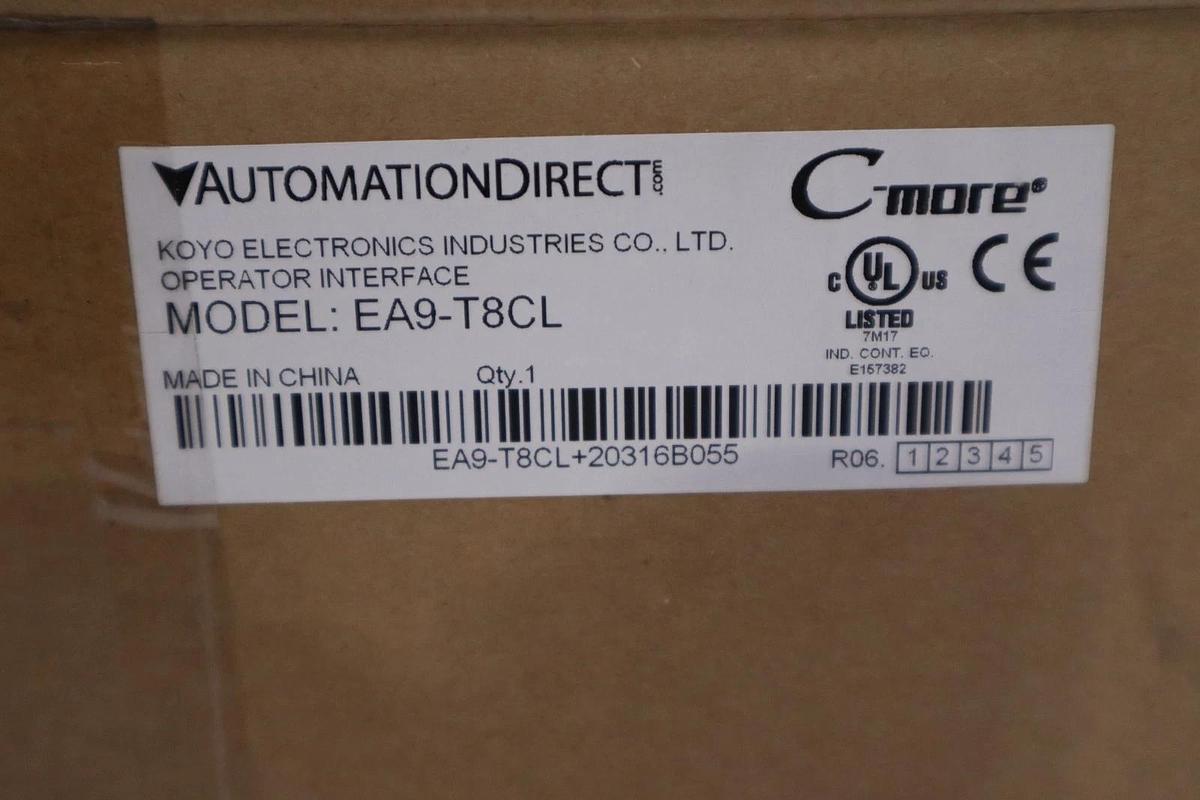 AUTOMATIONDIRECT.com
C-more®
KOYO ELECTRONICS INDUSTRIES CO., LTD.
OPERATOR INTERFACE
MODEL: EA9-T8CL
C UL® US CE
LISTED
7M17
IND. CONT. EQ.
E157382
MADE IN CHINA Qty.1
EA9-T8CL+20316B055
R06. 1 2 3 4 5